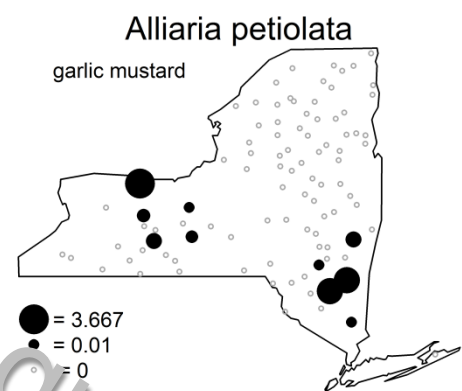 Alliaria petiolata
garlic mustard
= 3.667
= 0.01
= 0